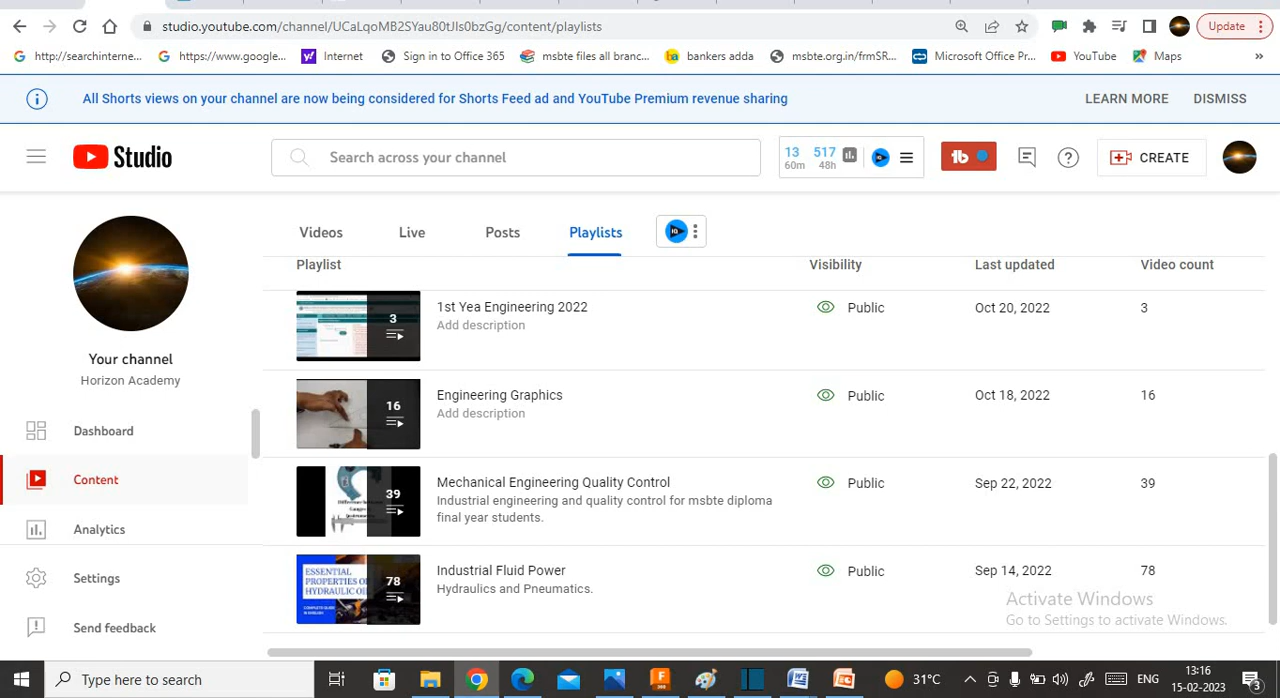 studio.youtube.com/channel/UCaLqoMB2SYau80tJIs0bzGg/content/playlists
Update
http://searchinterne...
https://www.google...
Internet
Sign in to Office 365
msbte files all branc...
bankers adda
msbte.org.in/frmSR...
Microsoft Office Pr...
YouTube
Maps
»
All Shorts views on your channel are now being considered for Shorts Feed ad and YouTube Premium revenue sharing
LEARN MORE
DISMISS
Studio
Search across your channel
13
60m
517
48h
CREATE
Videos
Live
Posts
Playlists
Playlist
Visibility
Last updated
Video count
3
1st Yea Engineering 2022
Add description
Public
Oct 20, 2022
3
Your channel
Horizon Academy
16
Engineering Graphics
Add description
Public
Oct 18, 2022
16
Dashboard
Content
39
Mechanical Engineering Quality Control
Industrial engineering and quality control for msbte diploma
final year students.
Public
Sep 22, 2022
39
Analytics
Settings
Send feedback
ESSENTIAL
PROPERTIES OF
HYDRAULIC OIL
78
Industrial Fluid Power
Hydraulics and Pneumatics.
Public
Sep 14, 2022
78
Activate Windows
Go to Settings to activate Windows.
Type here to search
31°C
ENG
13:16
15-02-2023
3